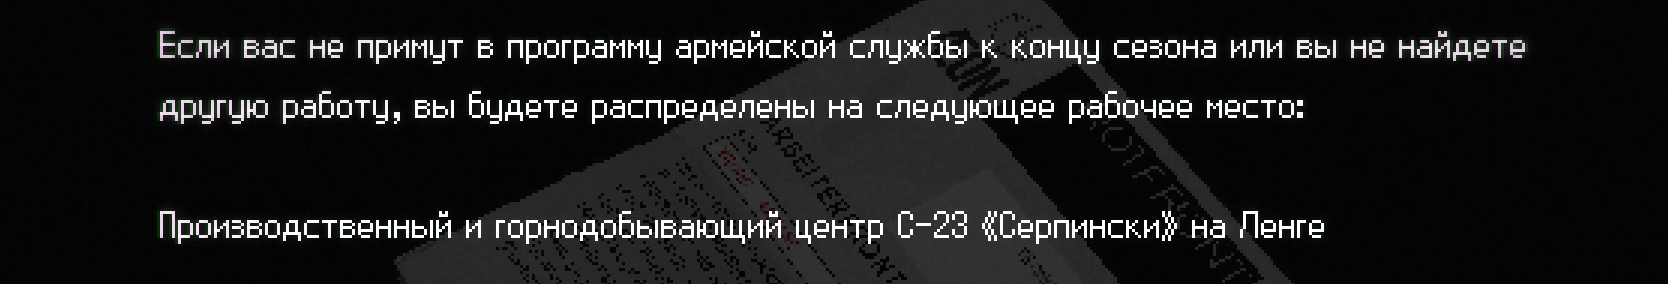 Если вас не примут в программу армейской службы к концу сезона или вы не найдете
другую работу, вы будете распределены на следующее рабочее место:
Производственный и горнодобывающий центр С-23 《Серпински》 на Ленге